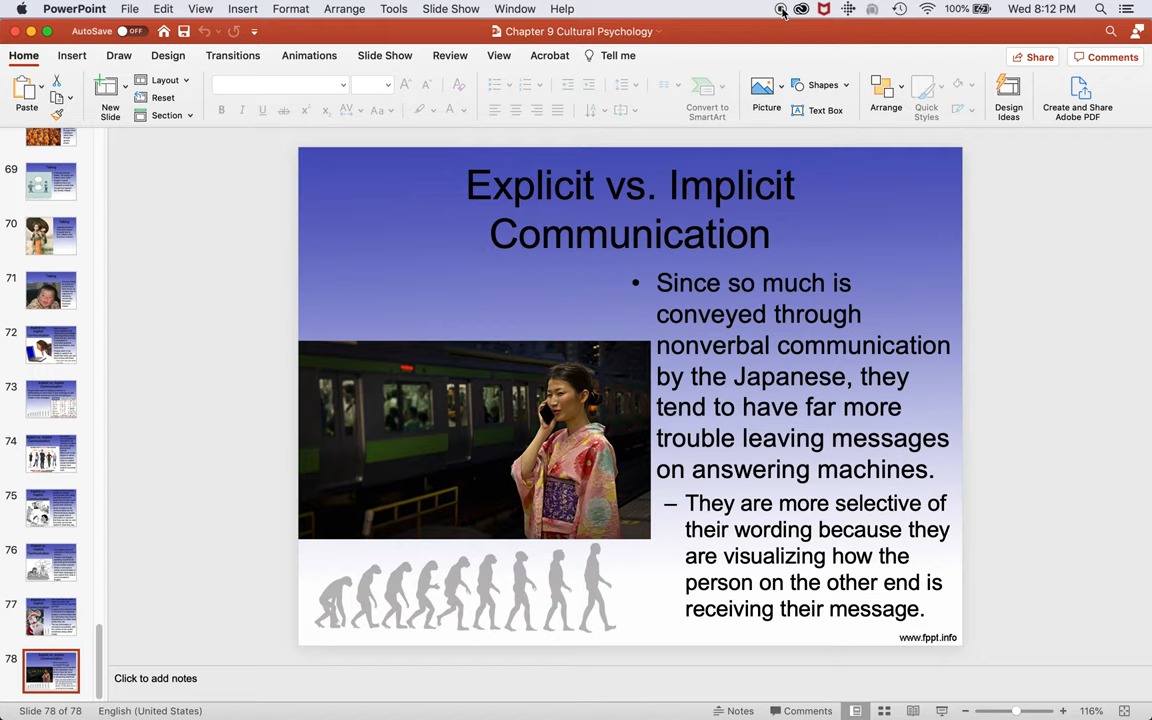 PowerPoint File Edit View Insert Format Arrange Tools Slide Show Window Help 100% Wed 8:12 PM
AutoSave OFF Chapter 9 Cultural Psychology
Home Insert Draw Design Transitions Animations Slide Show Review View Acrobat Tell me Share Comments
Paste
New Slide
Layout
Reset
Section
B I U ab x² x₂ AV Aa A
Convert to SmartArt
Picture
Shapes
Text Box
Arrange
Quick Styles
Design Ideas
Create and Share Adobe PDF
69
70
71
72
73
74
75
76
77
78
Explicit vs. Implicit
Communication
• Since so much is
conveyed through
nonverbal communication
by the Japanese, they
tend to have far more
trouble leaving messages
on answering machines.
– They are more selective of
their wording because they
are visualizing how the
person on the other end is
receiving their message.
www.fppt.info
Click to add notes
Slide 78 of 78 English (United States) Notes Comments 116%